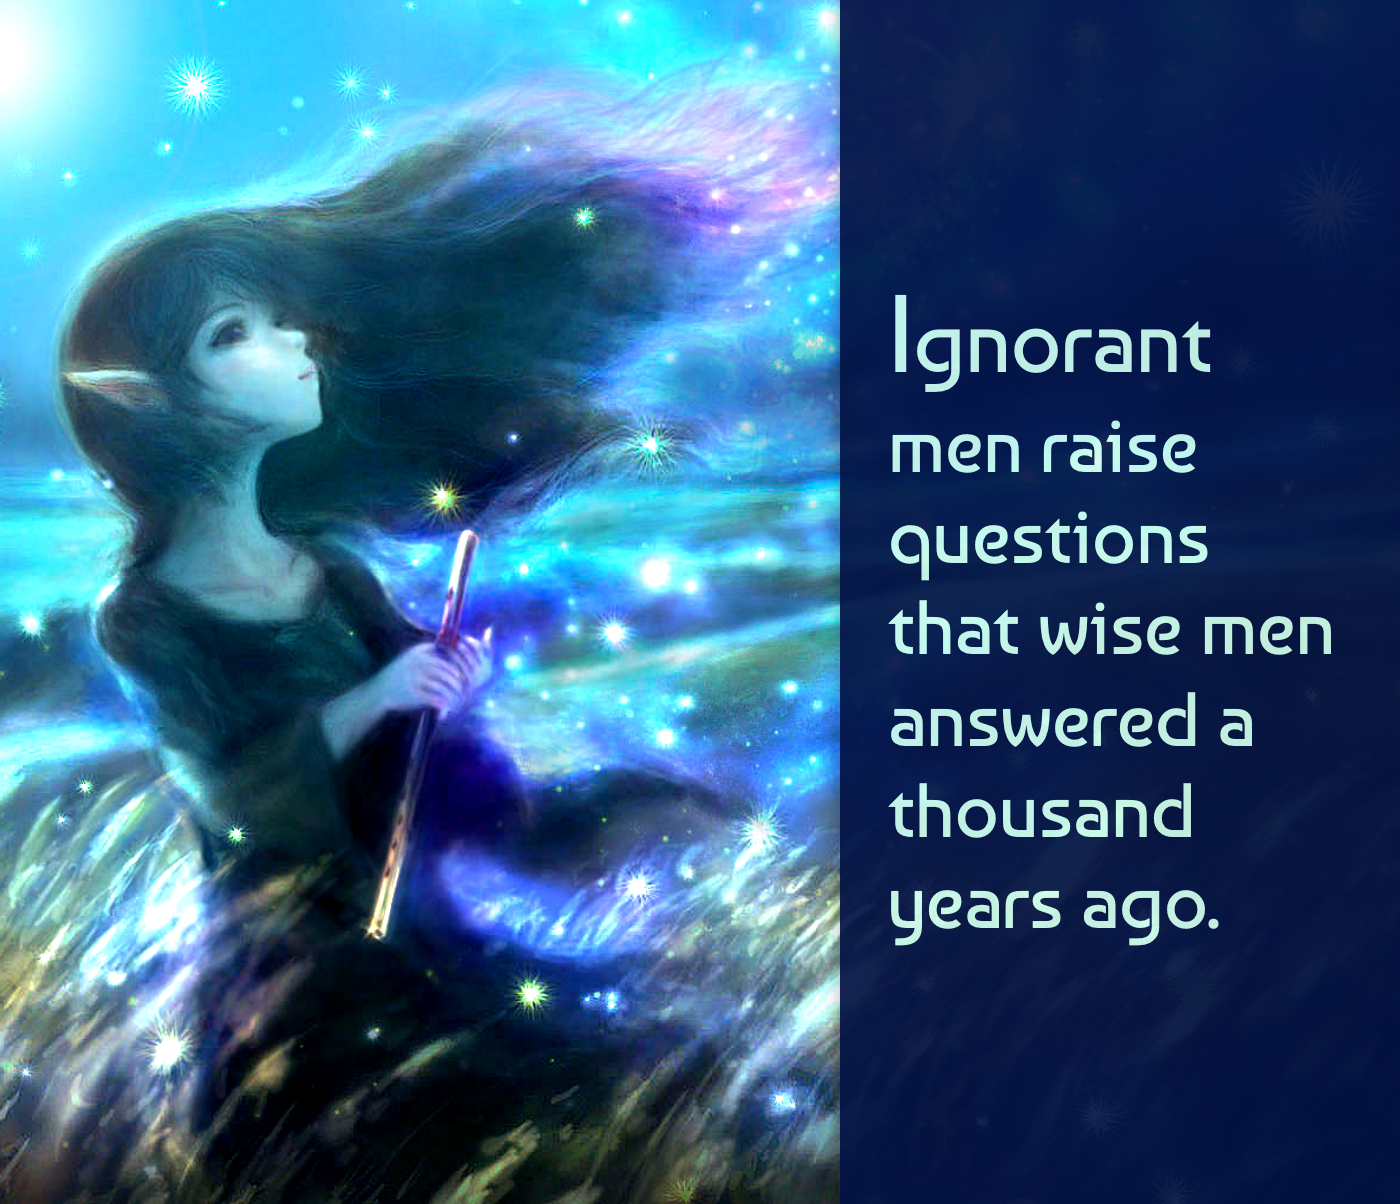 Ignorant
men raise
questions
that wise men
answered a
thousand
years ago.